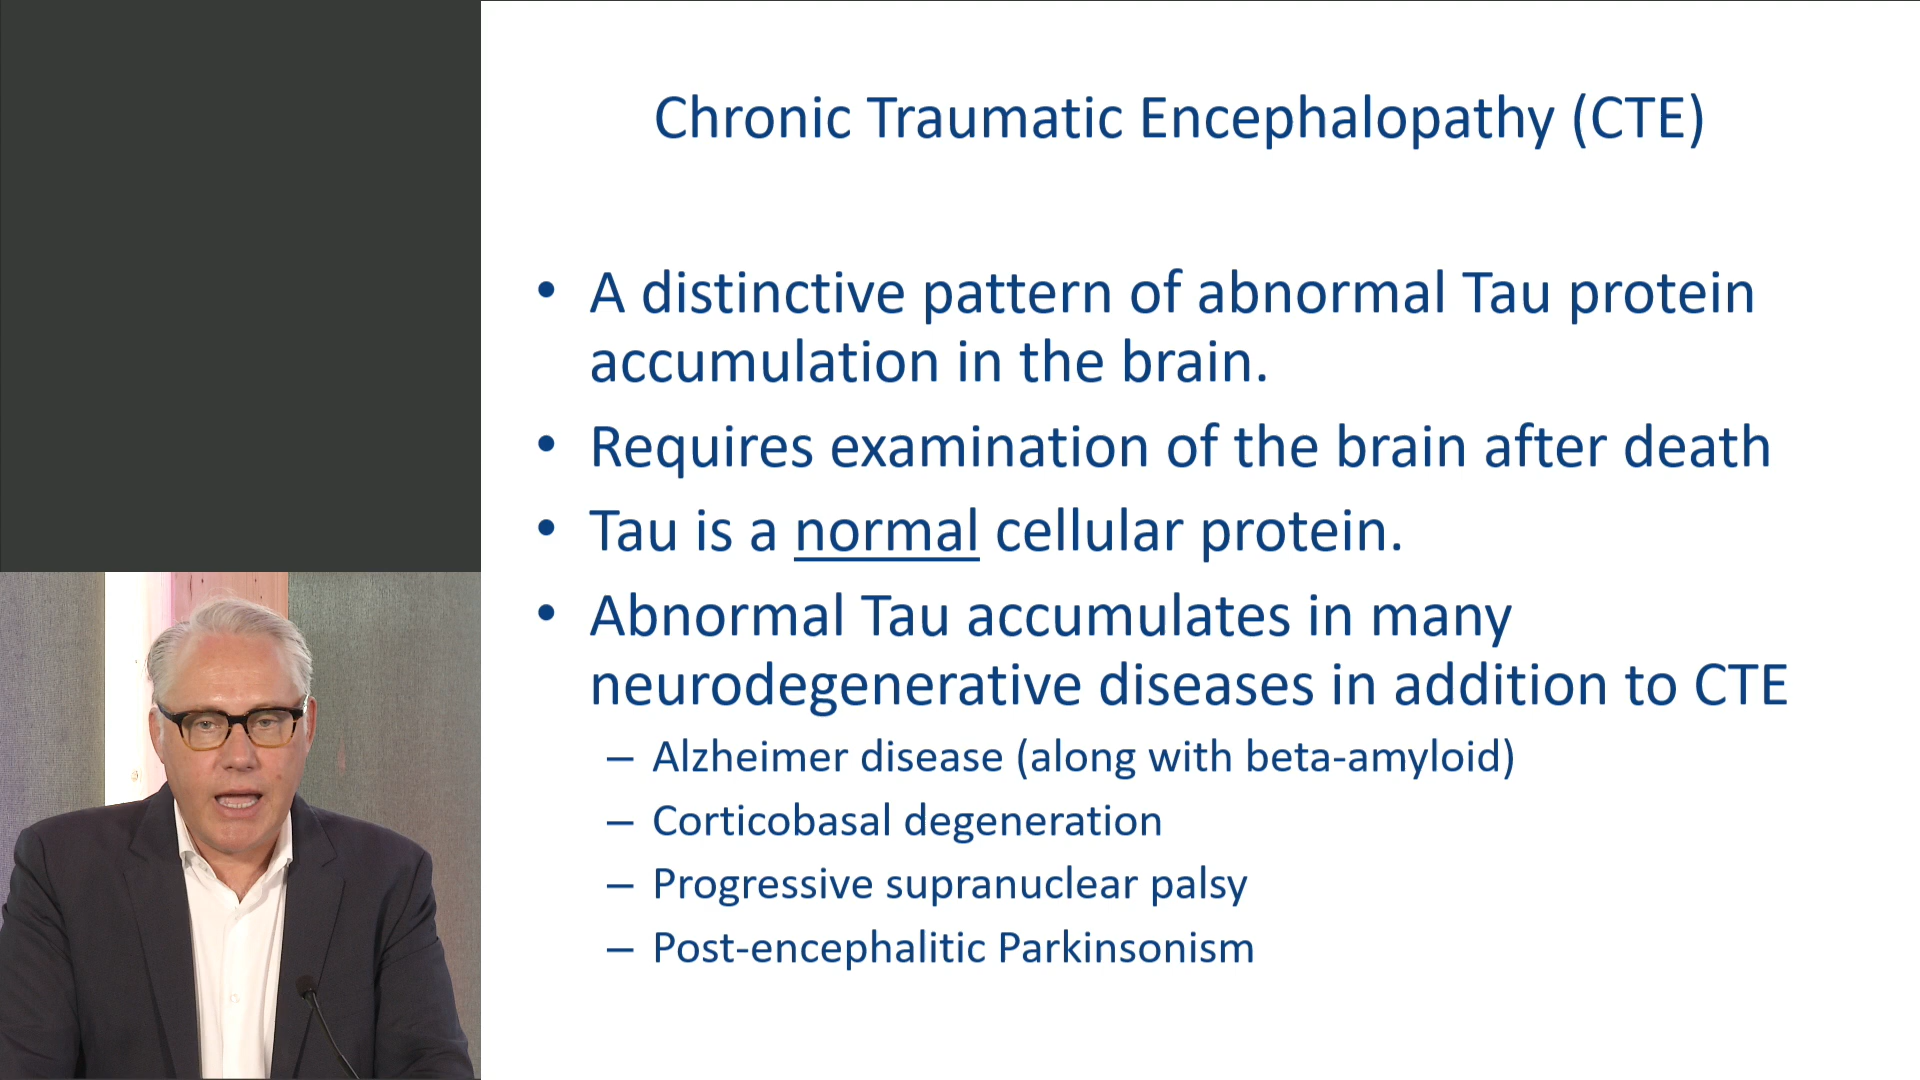 Chronic Traumatic Encephalopathy (CTE)
• A distinctive pattern of abnormal Tau protein
accumulation in the brain.
• Requires examination of the brain after death
• Tau is a normal cellular protein.
• Abnormal Tau accumulates in many
neurodegenerative diseases in addition to CTE
– Alzheimer disease (along with beta-amyloid)
– Corticobasal degeneration
– Progressive supranuclear palsy
– Post-encephalitic Parkinsonism